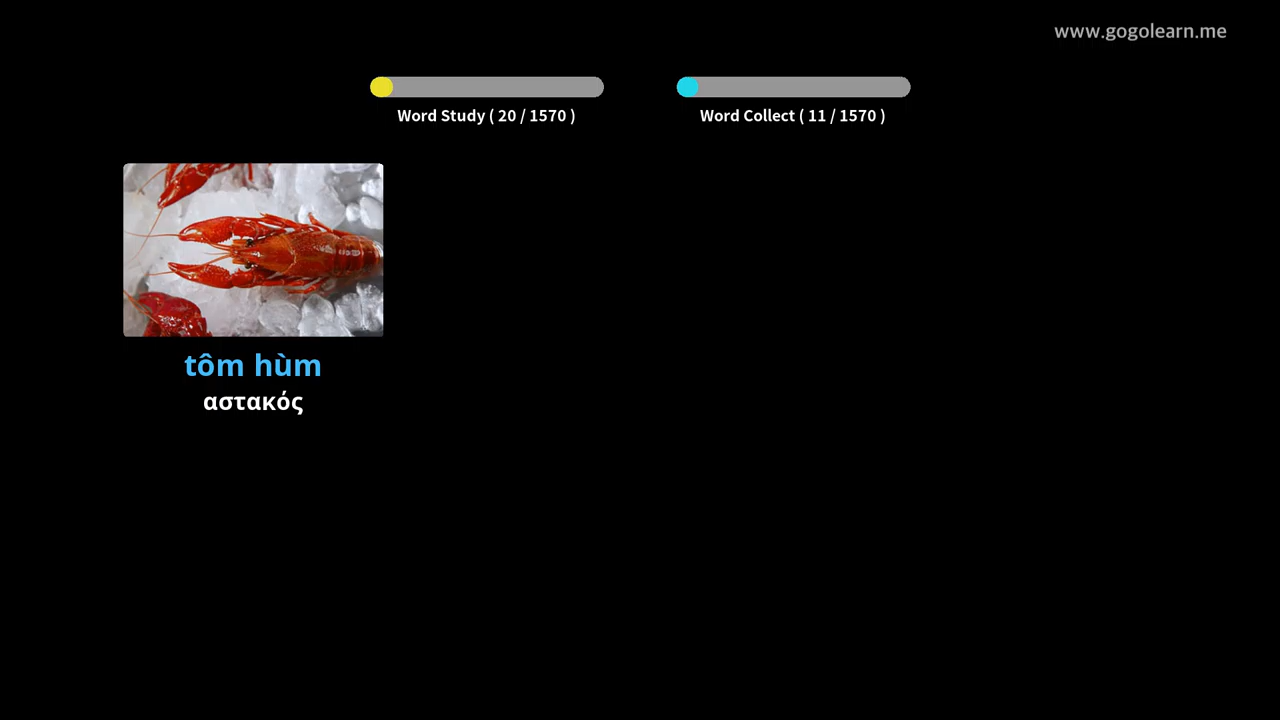 www.gogolearn.me
Word Study ( 20 / 1570 )
Word Collect ( 11 / 1570 )
tôm hùm
αστακός